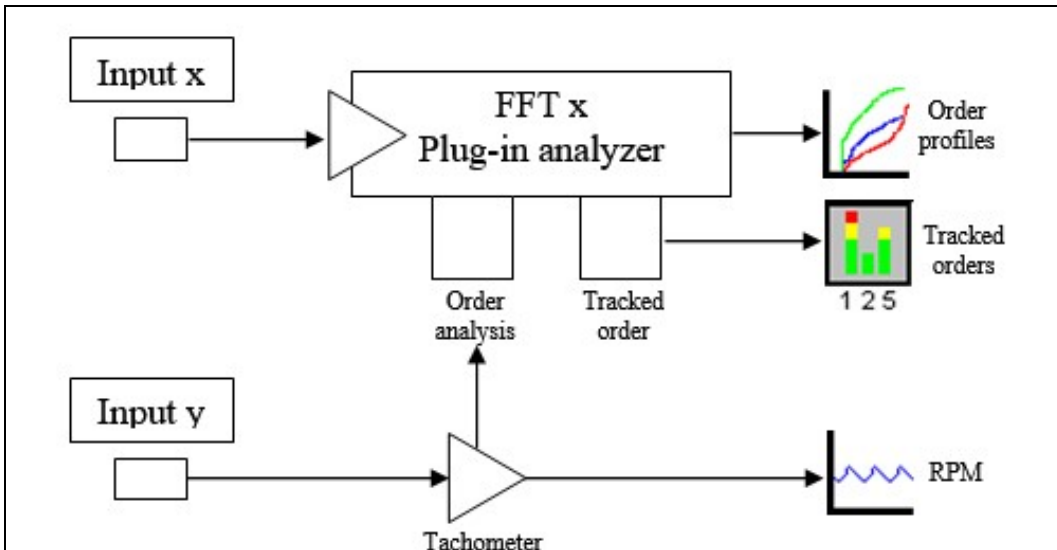 Input x
FFT x
Plug-in analyzer
Order
profiles
Tracked
orders
1 2 5
Order
analysis
Tracked
order
Input y
RPM
Tachometer